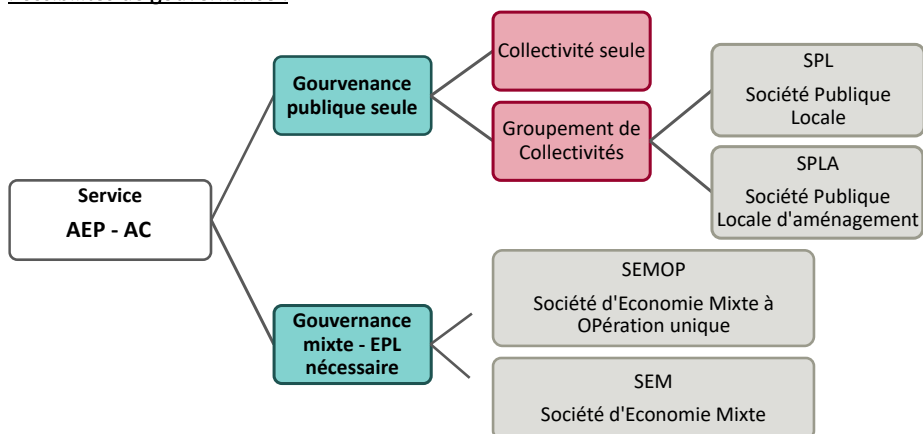 Service
AEP - AC
Gourvenance
publique seule
Collectivité seule
Groupement de
Collectivités
SPL
Société Publique
Locale
SPLA
Société Publique
Locale d'aménagement
Gouvernance
mixte - EPL
nécessaire
SEMOP
Société d'Economie Mixte à
OPération unique
SEM
Société d'Economie Mixte